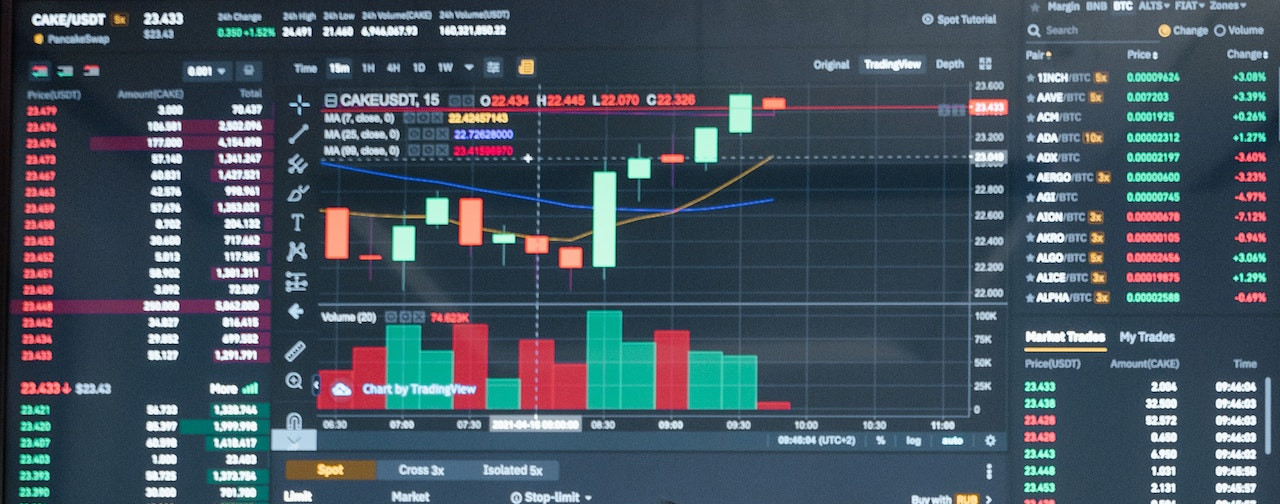 CAKE/USDT 5x 23.433
PancakeSwap $23.43
24h Change
0.350 +1.52%
24h High
24.491
24h Low
21.460
24h Volume(CAKE)
6,946,067.93
24h Volume(USDT)
160,321,850.22
Spot Tutorial
0.001
Price(USDT) Amount(CAKE) Total
23.479 3.000 70.437
23.476 106.581 2,502.096
23.474 177.000 4,154.898
23.473 57.140 1,341.247
23.467 60.831 1,427.521
23.463 42.576 998.961
23.459 57.676 1,353.021
23.458 8.702 204.132
23.453 30.600 717.662
23.452 5.013 117.565
23.451 58.902 1,381.311
23.450 3.092 72.507
23.448 250.000 5,862.000
23.442 34.827 816.415
23.434 29.852 699.552
23.433 55.127 1,291.791
23.433↓ $23.43 More
23.421 56.733 1,328.744
23.420 85.397 1,999.998
23.407 60.598 1,418.417
23.403 1.000 23.403
23.393 58.725 1,373.754
23.390 30.000 701.700
Time 15m 1H 4H 1D 1W
Original TradingView Depth
CAKEUSDT, 15 O22.434 H22.445 L22.070 C22.326
MA (7, close, 0) 22.42457143
MA (25, close, 0) 22.72628000
MA (99, close, 0) 23.41596970
23.600
23.433
23.200
23.040
22.800
22.600
22.400
22.200
22.000
Volume (20) 74.623K
100K
75K
50K
25K
0
Chart by TradingView
06:30 07:00 07:30 08:30 09:00 09:30 10:00 10:30 11:00
09:46:04 (UTC+2) % log auto
Spot Cross 3x Isolated 5x
Limit Market Stop-limit
Buy with RUB
Margin BNB BTC ALTS FIAT Zones
Search Change Volume
Pair Price Change
1INCH/BTC 5x 0.00009624 +3.08%
AAVE/BTC 5x 0.007203 +3.39%
ACM/BTC 0.0001925 +0.26%
ADA/BTC 10x 0.00002312 +1.27%
ADX/BTC 0.00002197 -3.60%
AERGO/BTC 3x 0.00000600 -3.23%
AGI/BTC 0.00000745 -4.97%
AION/BTC 3x 0.00000678 -7.12%
AKRO/BTC 3x 0.00000105 -0.94%
ALGO/BTC 5x 0.00002456 +3.06%
ALICE/BTC 3x 0.00019875 +1.29%
ALPHA/BTC 3x 0.00002588 -0.69%
Market Trades My Trades
Price(USDT) Amount(CAKE) Time
23.433 2.004 09:46:04
23.438 32.500 09:46:03
23.428 52.572 09:46:03
23.428 0.650 09:46:03
23.443 6.950 09:46:02
23.448 1.031 09:45:58
23.453 2.131 09:45:57